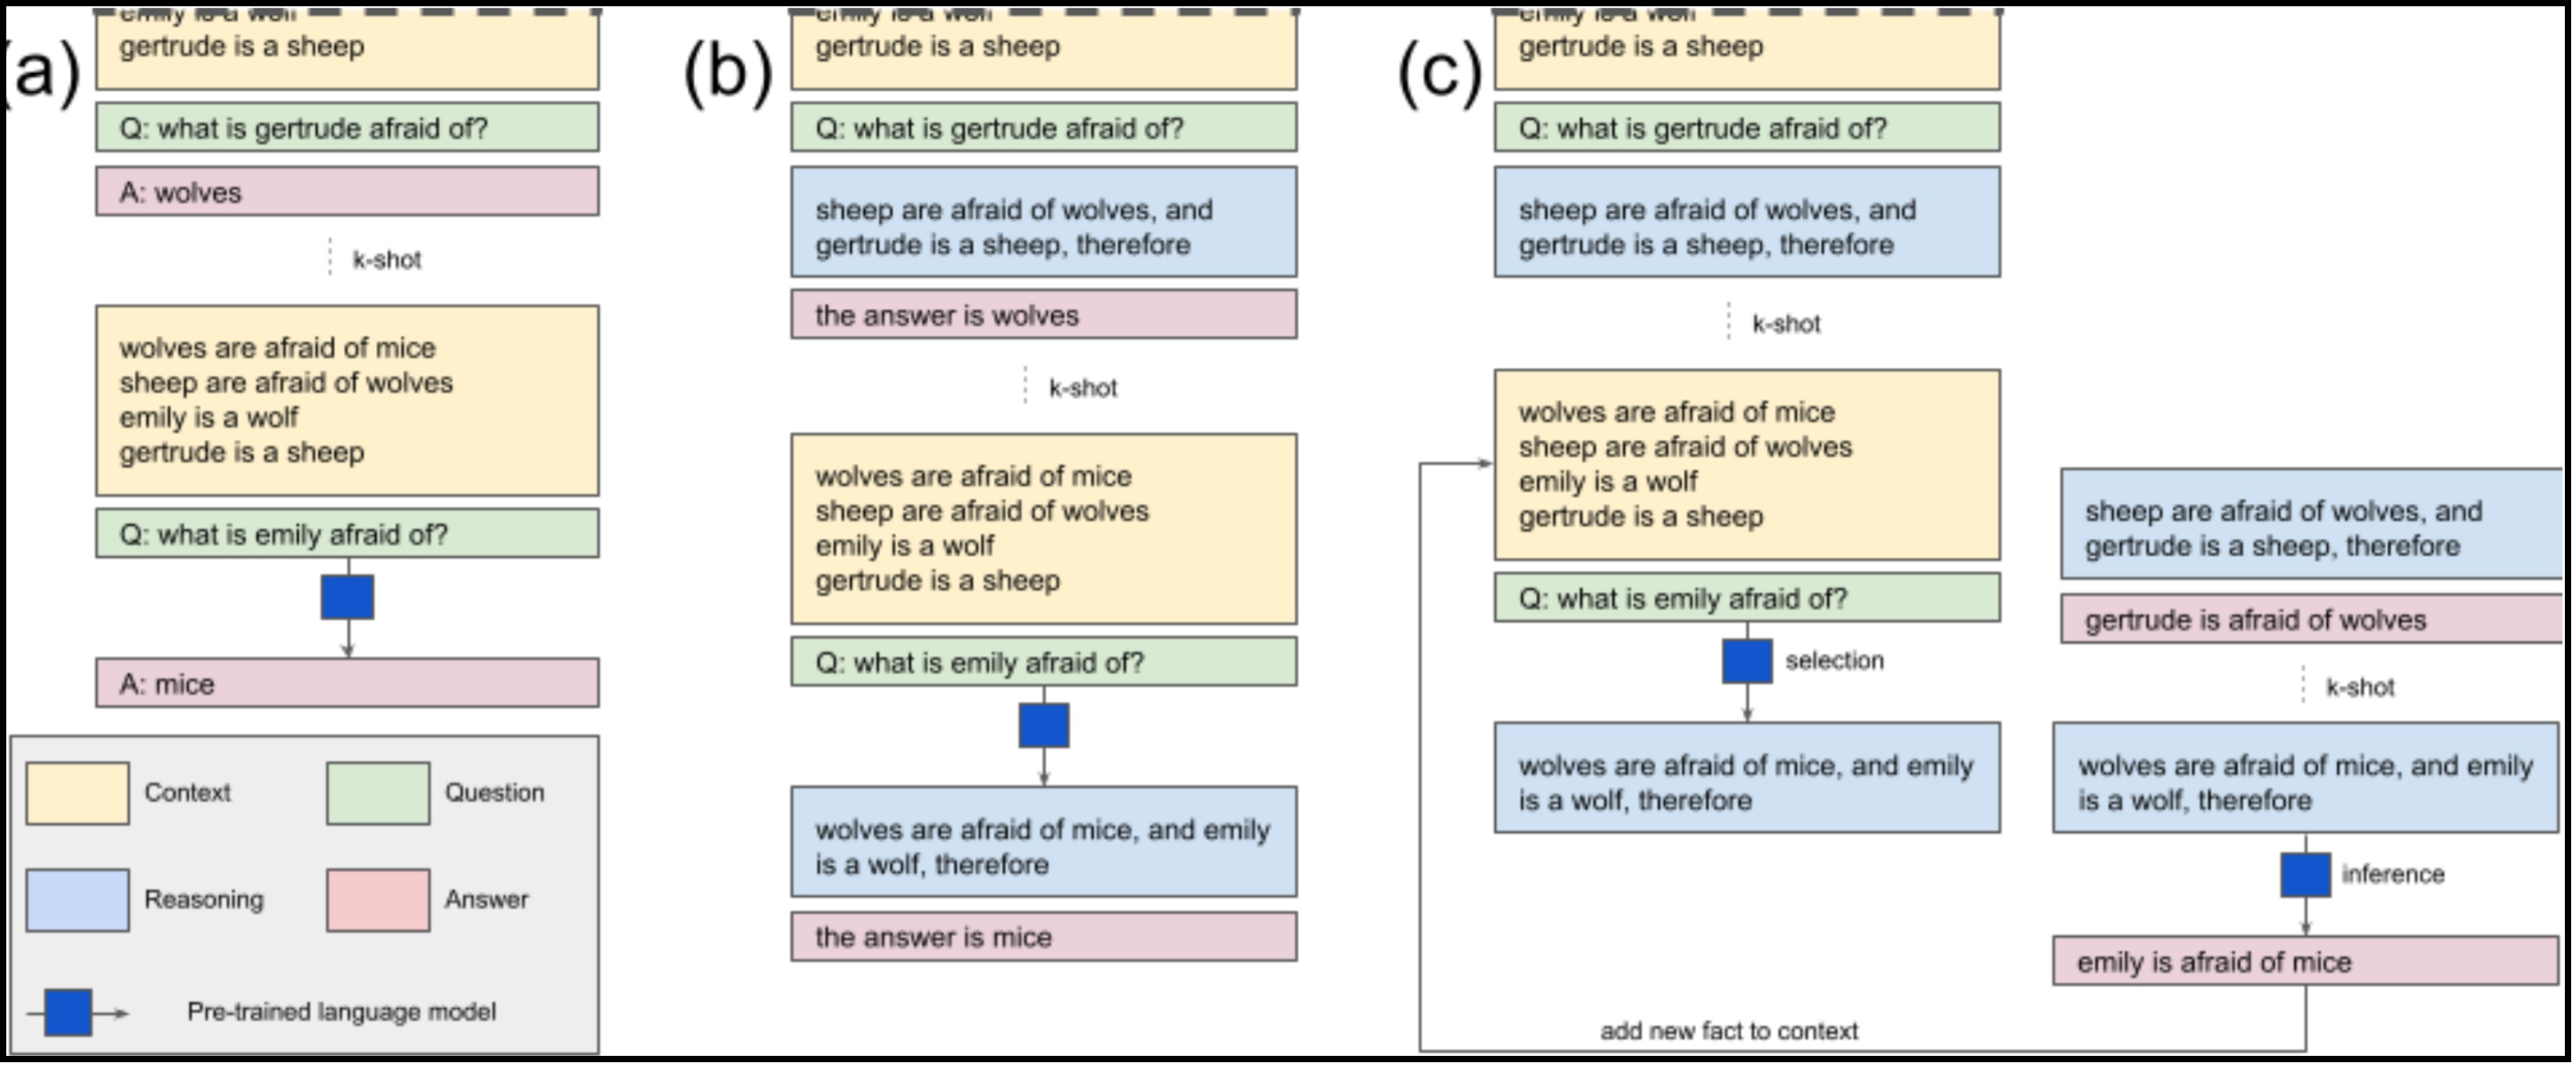 (a)
emily is a wolf
gertrude is a sheep
Q: what is gertrude afraid of?
A: wolves
k-shot
wolves are afraid of mice
sheep are afraid of wolves
emily is a wolf
gertrude is a sheep
Q: what is emily afraid of?
A: mice
Context
Question
Reasoning
Answer
Pre-trained language model
(b)
emily is a wolf
gertrude is a sheep
Q: what is gertrude afraid of?
sheep are afraid of wolves, and
gertrude is a sheep, therefore
the answer is wolves
k-shot
wolves are afraid of mice
sheep are afraid of wolves
emily is a wolf
gertrude is a sheep
Q: what is emily afraid of?
wolves are afraid of mice, and emily
is a wolf, therefore
the answer is mice
(c)
emily is a wolf
gertrude is a sheep
Q: what is gertrude afraid of?
sheep are afraid of wolves, and
gertrude is a sheep, therefore
k-shot
wolves are afraid of mice
sheep are afraid of wolves
emily is a wolf
gertrude is a sheep
Q: what is emily afraid of?
selection
wolves are afraid of mice, and emily
is a wolf, therefore
sheep are afraid of wolves, and
gertrude is a sheep, therefore
gertrude is afraid of wolves
k-shot
wolves are afraid of mice, and emily
is a wolf, therefore
inference
emily is afraid of mice
add new fact to context